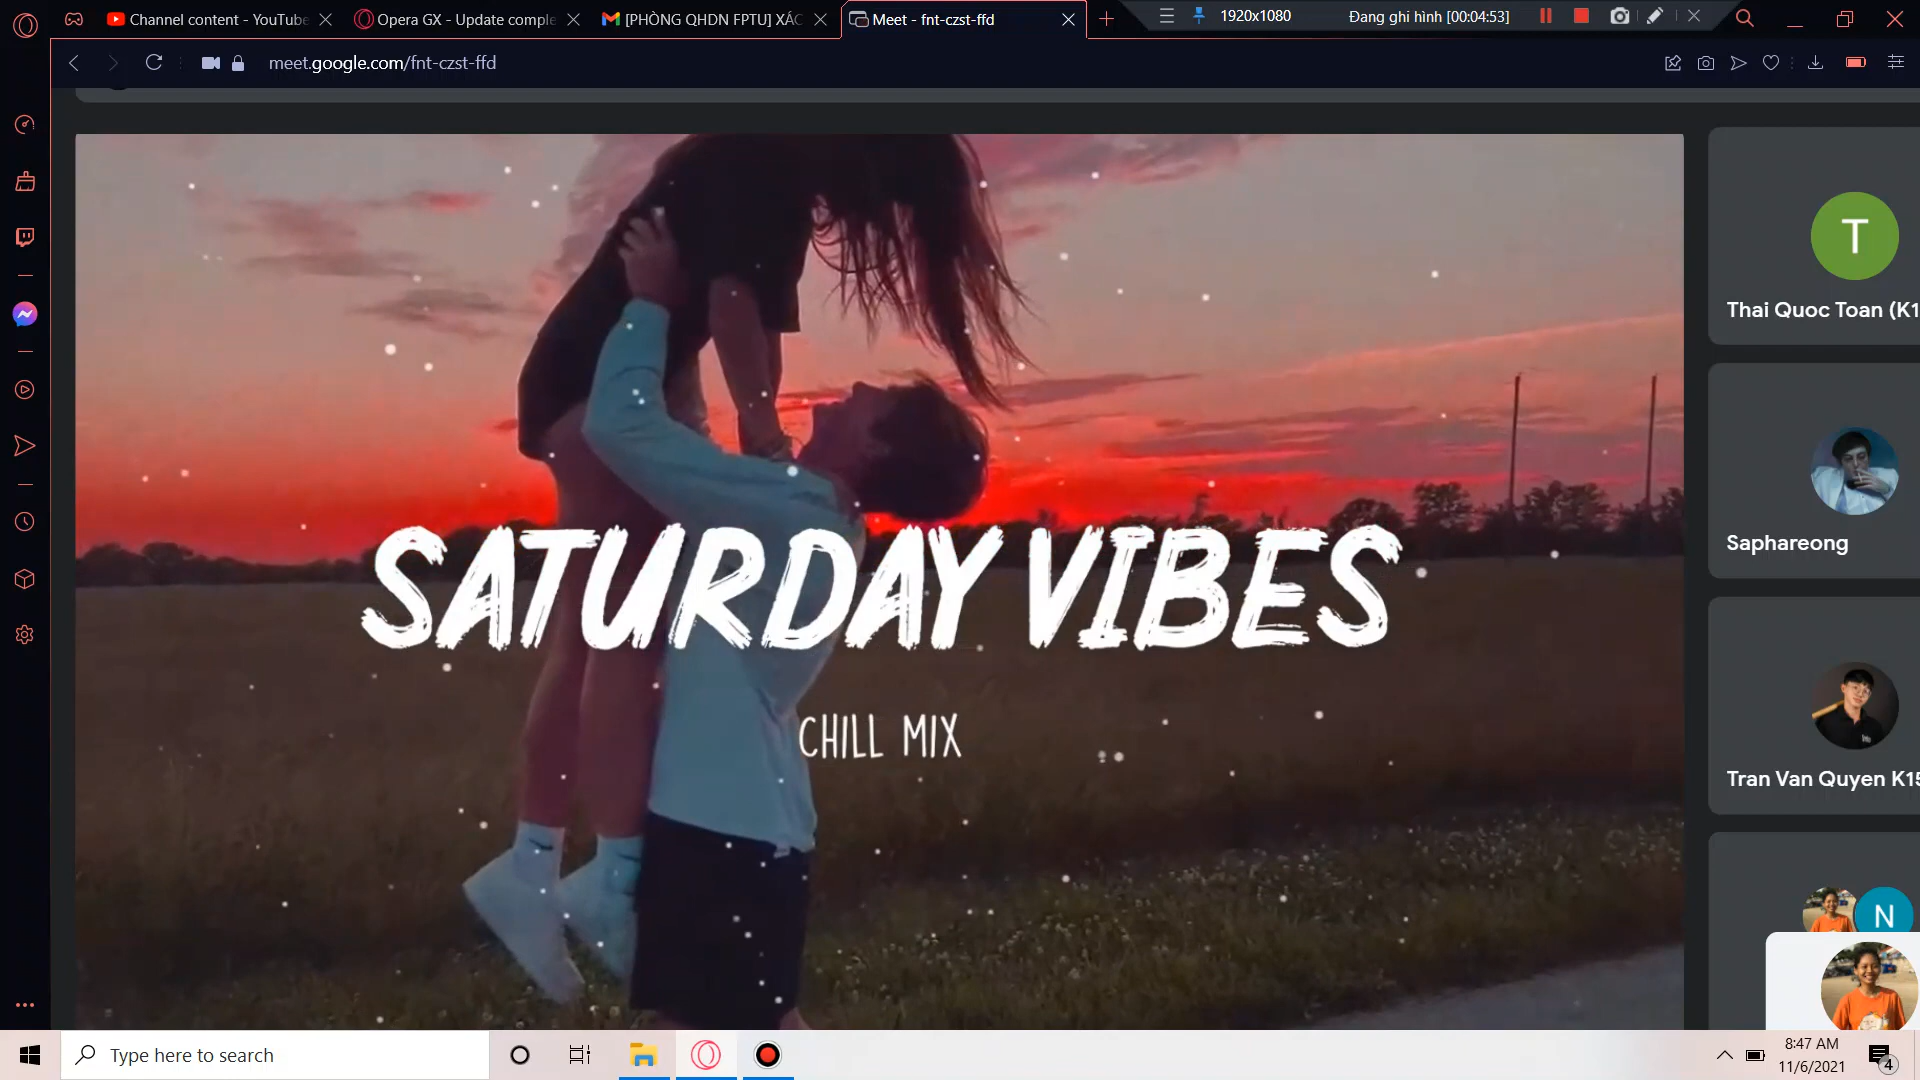 Channel content - YouTube
Opera GX - Update comple
[PHÒNG QHDN FPTU] XÁC
Meet - fnt-czst-ffd
1920x1080
Đang ghi hình [00:04:53]
meet.google.com/fnt-czst-ffd
T
Thai Quoc Toan (K1
Saphareong
SATURDAY VIBES
CHILL MIX
Tran Van Quyen K15
N
Type here to search
8:47 AM
11/6/2021
4